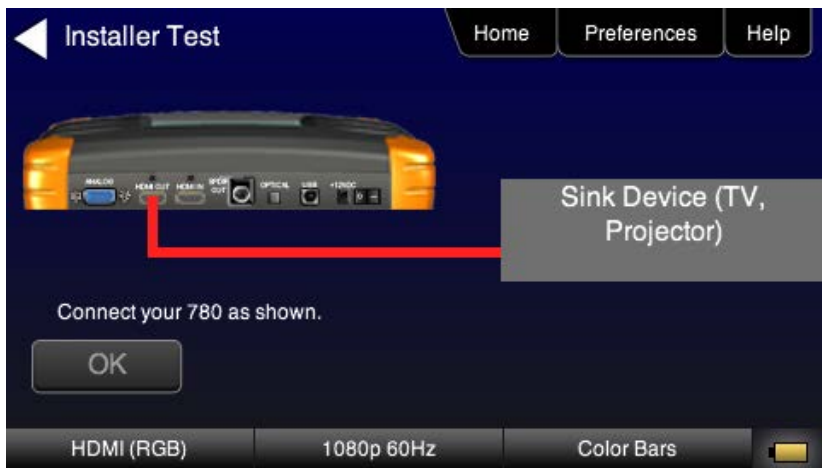 Installer Test
Home
Preferences
Help
ANALOG
HDMI OUT
HDMI IN
SPDIF
OUT
OPTICAL
USB
+12VDC
Sink Device (TV,
Projector)
Connect your 780 as shown.
OK
HDMI (RGB)
1080p 60Hz
Color Bars